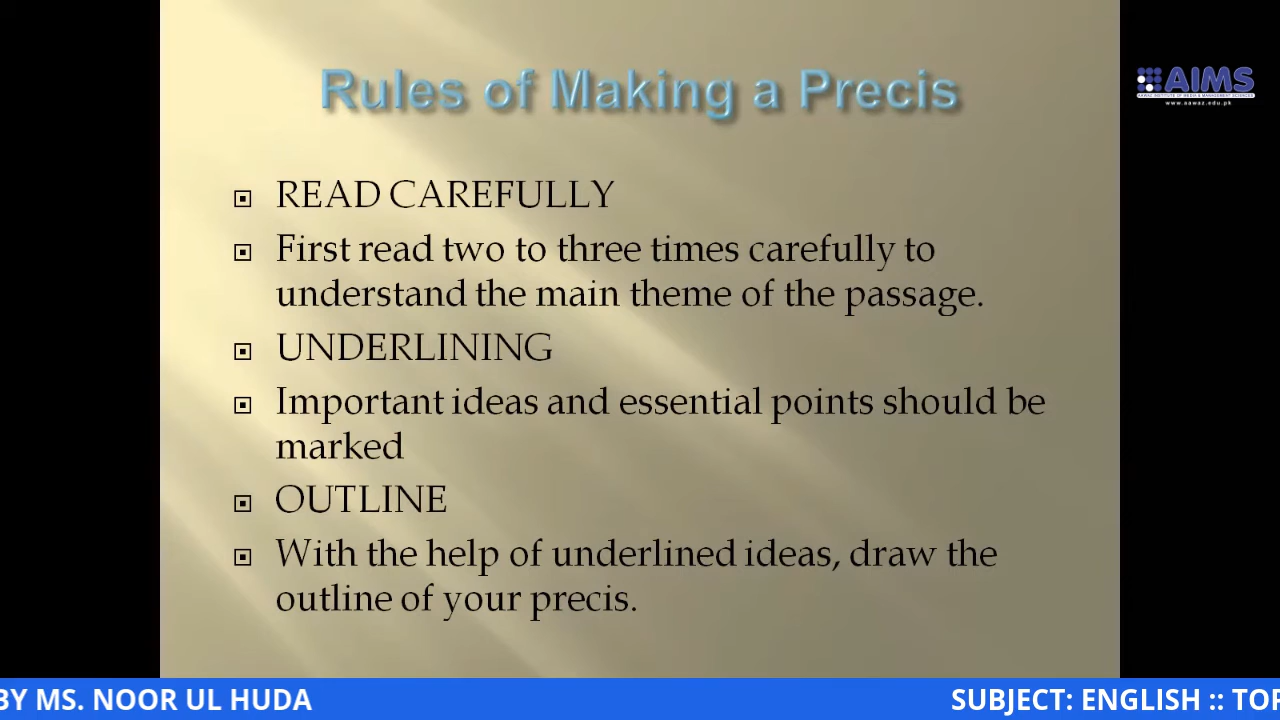 Rules of Making a Precis
AIMS
www.aawaz.edu.pk
READ CAREFULLY
First read two to three times carefully to
understand the main theme of the passage.
UNDERLINING
Important ideas and essential points should be
marked
OUTLINE
With the help of underlined ideas, draw the
outline of your precis.
BY MS. NOOR UL HUDA
SUBJECT: ENGLISH :: TOP